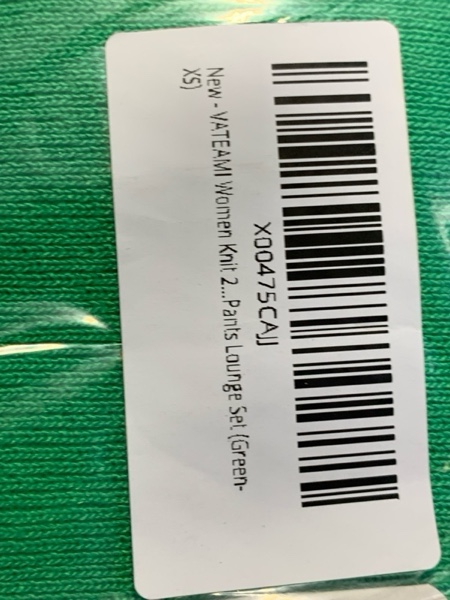 X00475CAJJ
New - VATEAMI Women Knit 2...Pants Lounge Set (Green-
XS)